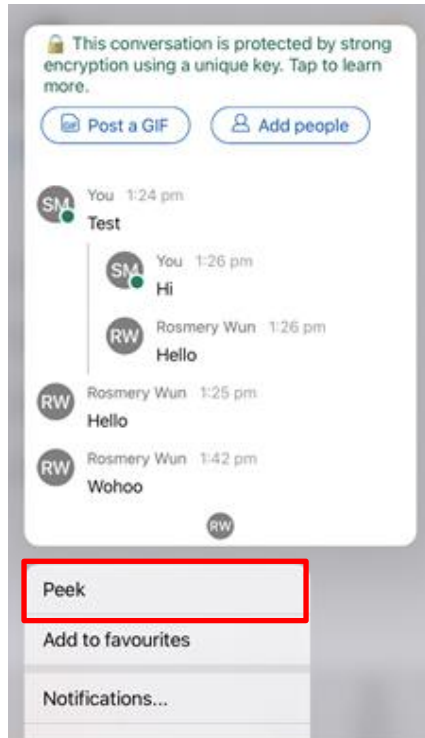 🔒 This conversation is protected by strong
encryption using a unique key. Tap to learn
more.
GIF Post a GIF Add people
You 1:24 pm
SM
Test
You 1:26 pm
SM
Hi
Rosmery Wun 1:26 pm
RW
Hello
Rosmery Wun 1:25 pm
RW
Hello
Rosmery Wun 1:42 pm
RW
Wohoo
RW
Peek
Add to favourites
Notifications...